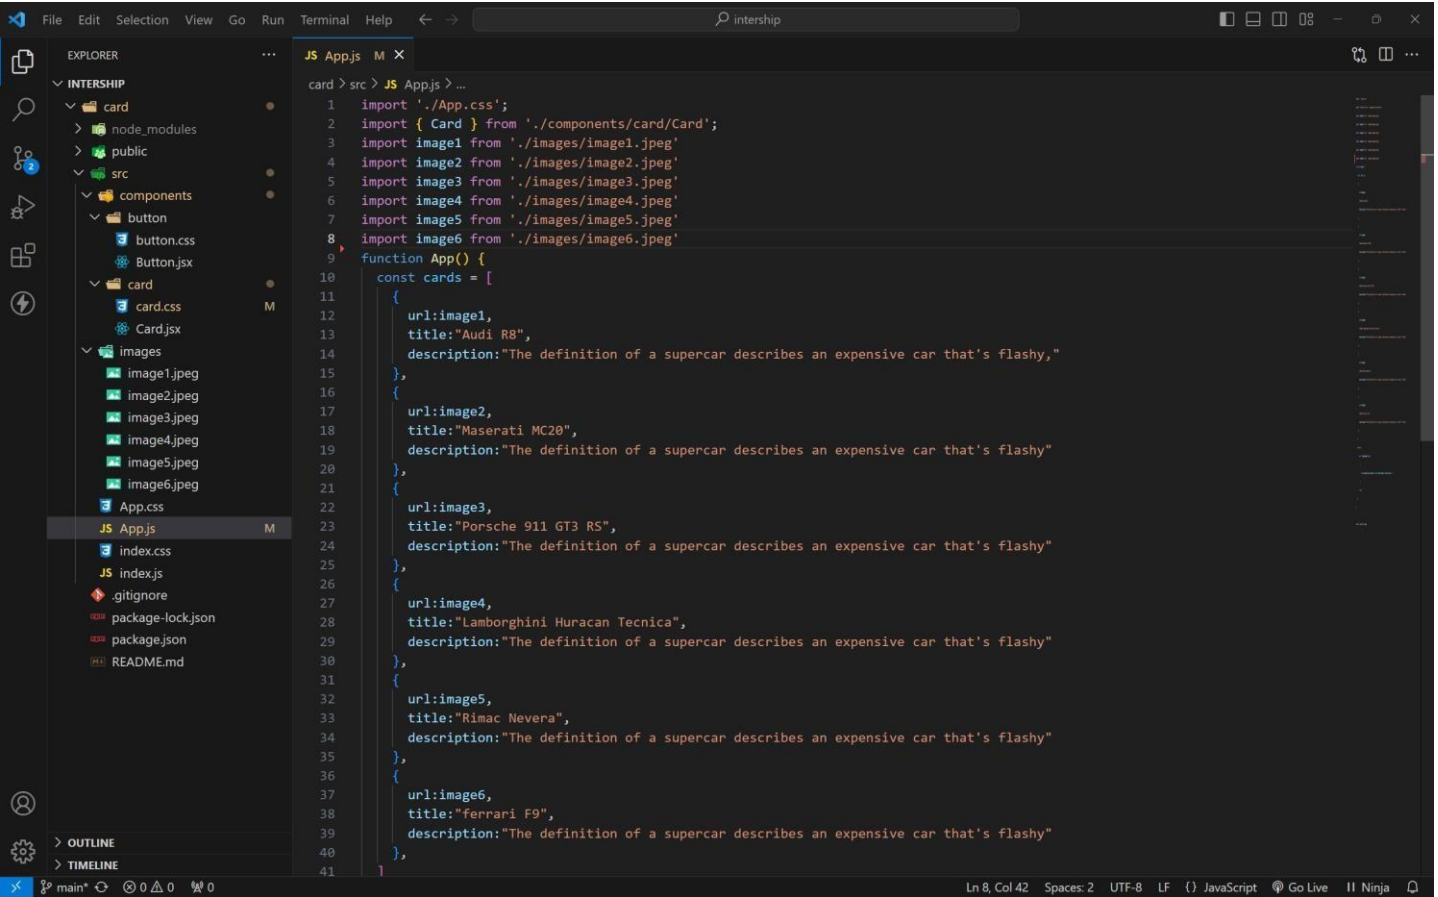 File Edit Selection View Go Run Terminal Help
intership
EXPLORER
INTERSHIP
card
node_modules
public
src
components
button
button.css
Button.jsx
card
card.css M
Card.jsx
images
image1.jpeg
image2.jpeg
image3.jpeg
image4.jpeg
image5.jpeg
image6.jpeg
App.css
JS App.js M
index.css
JS index.js
.gitignore
package-lock.json
package.json
README.md
OUTLINE
TIMELINE
2
JS App.js M
card > src > JS App.js > ...
1 import './App.css';
2 import { Card } from './components/card/Card';
3 import image1 from './images/image1.jpeg'
4 import image2 from './images/image2.jpeg'
5 import image3 from './images/image3.jpeg'
6 import image4 from './images/image4.jpeg'
7 import image5 from './images/image5.jpeg'
8 import image6 from './images/image6.jpeg'
9 function App() {
10 const cards = [
11 {
12 url:image1,
13 title:"Audi R8",
14 description:"The definition of a supercar describes an expensive car that's flashy,"
15 },
16 {
17 url:image2,
18 title:"Maserati MC20",
19 description:"The definition of a supercar describes an expensive car that's flashy"
20 },
21 {
22 url:image3,
23 title:"Porsche 911 GT3 RS",
24 description:"The definition of a supercar describes an expensive car that's flashy"
25 },
26 {
27 url:image4,
28 title:"Lamborghini Huracan Tecnica",
29 description:"The definition of a supercar describes an expensive car that's flashy"
30 },
31 {
32 url:image5,
33 title:"Rimac Nevera",
34 description:"The definition of a supercar describes an expensive car that's flashy"
35 },
36 {
37 url:image6,
38 title:"ferrari F9",
39 description:"The definition of a supercar describes an expensive car that's flashy"
40 },
41 ]
main* 0 0 0 Ln 8, Col 42 Spaces: 2 UTF-8 LF {} JavaScript Go Live Ninja